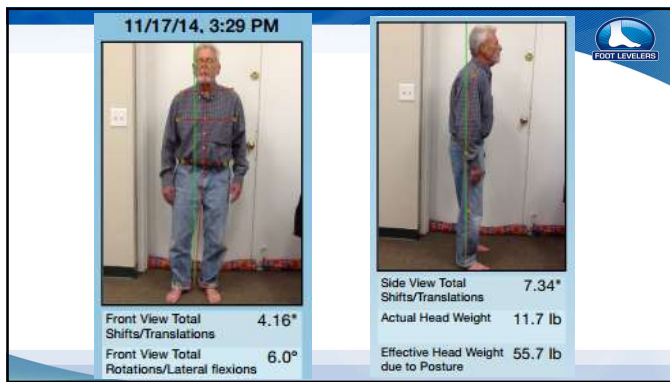 11/17/14, 3:29 PM
FOOT LEVELERS
Front View Total
Shifts/Translations
4.16"
Front View Total
Rotations/Lateral flexions
6.0°
Side View Total
Shifts/Translations
7.34"
Actual Head Weight
11.7 lb
Effective Head Weight
due to Posture
55.7 lb